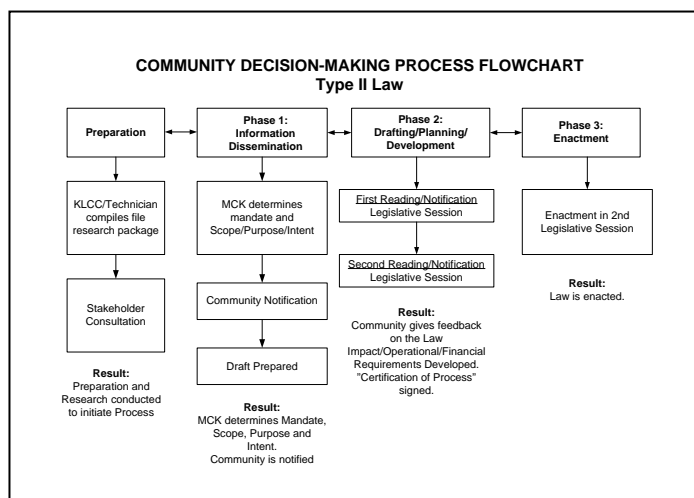 COMMUNITY DECISION-MAKING PROCESS FLOWCHART
Type II Law
Preparation
KLCC/Technician
compiles file
research package
Stakeholder
Consultation
Result:
Preparation and
Research conducted
to initiate Process
Phase 1:
Information
Dissemination
MCK determines
mandate and
Scope/Purpose/Intent
Community Notification
Draft Prepared
Result:
MCK determines Mandate,
Scope, Purpose and
Intent.
Community is notified
Phase 2:
Drafting/Planning/
Development
First Reading/Notification
Legislative Session
Second Reading/Notification
Legislative Session
Result:
Community gives feedback
on the Law
Impact/Operational/Financial
Requirements Developed.
"Certification of Process"
signed.
Phase 3:
Enactment
Enactment in 2nd
Legislative Session
Result:
Law is enacted.